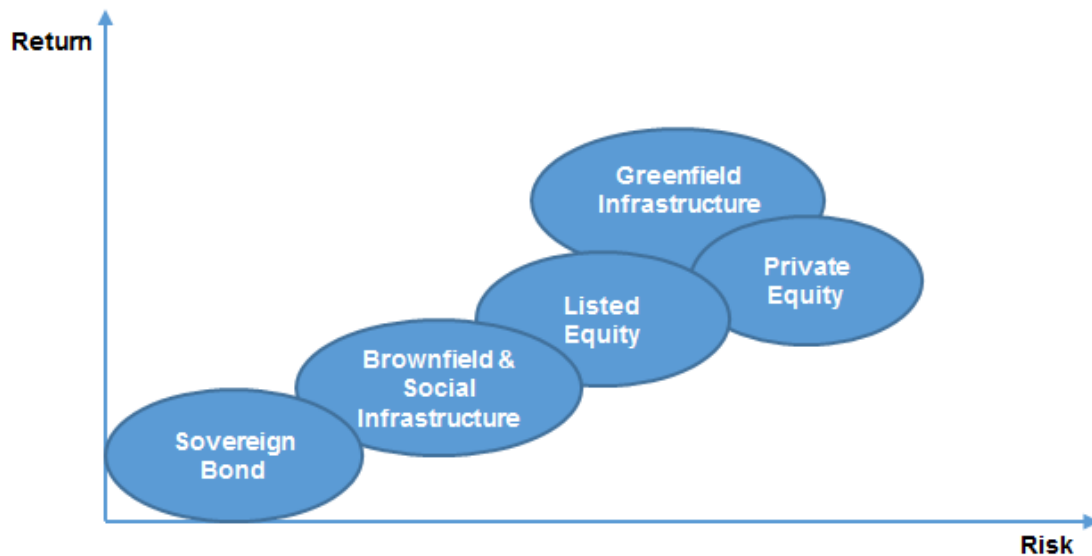 Return
Greenfield
Infrastructure
Private
Equity
Listed
Equity
Brownfield &
Social
Infrastructure
Sovereign
Bond
Risk